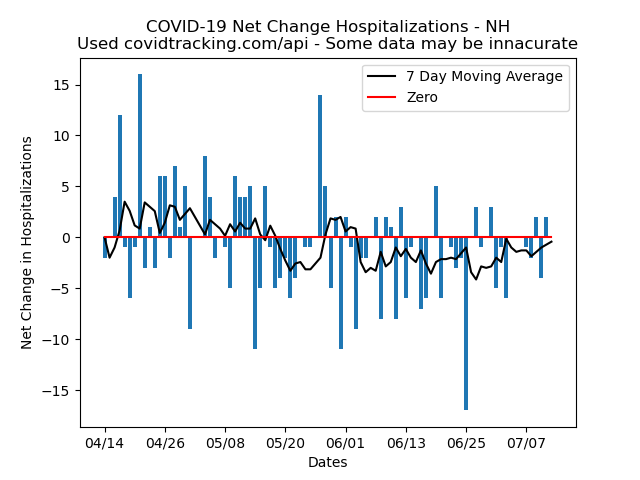 COVID-19 Net Change Hospitalizations - NH
Used covidtracking.com/api - Some data may be innacurate
7 Day Moving Average
Zero
Net Change in Hospitalizations
15
10
5
0
−5
−10
−15
04/14 04/26 05/08 05/20 06/01 06/13 06/25 07/07
Dates